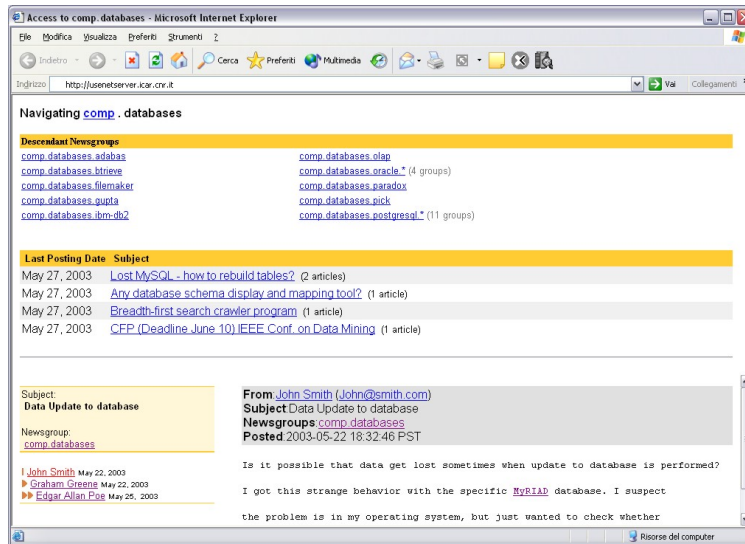 Access to comp.databases - Microsoft Internet Explorer
File Modifica Visualizza Preferiti Strumenti ?
Indietro Cerca Preferiti Multimedia
Indirizzo http://usenetserver.icar.cnr.it Vai Collegamenti
Navigating comp . databases
Descendant Newsgroups
comp.databases.adabas comp.databases.olap
comp.databases.btrieve comp.databases.oracle.* (4 groups)
comp.databases.filemaker comp.databases.paradox
comp.databases.gupta comp.databases.pick
comp.databases.ibm-db2 comp.databases.postgresql.* (11 groups)
Last Posting Date Subject
May 27, 2003 Lost MySQL - how to rebuild tables? (2 articles)
May 27, 2003 Any database schema display and mapping tool? (1 article)
May 27, 2003 Breadth-first search crawler program (1 article)
May 27, 2003 CFP (Deadline June 10) IEEE Conf. on Data Mining (1 article)
Subject:
Data Update to database
Newsgroup:
comp.databases
John Smith May 22, 2003
Graham Greene May 22, 2003
Edgar Allan Poe May 25, 2003
From:John Smith (John@smith.com)
Subject:Data Update to database
Newsgroups:comp.databases
Posted:2003-05-22 18:32:46 PST
Is it possible that data get lost sometimes when update to database is performed?
I got this strange behavior with the specific MyRIAD database. I suspect
the problem is in my operating system, but just wanted to check whether
Risorse del computer